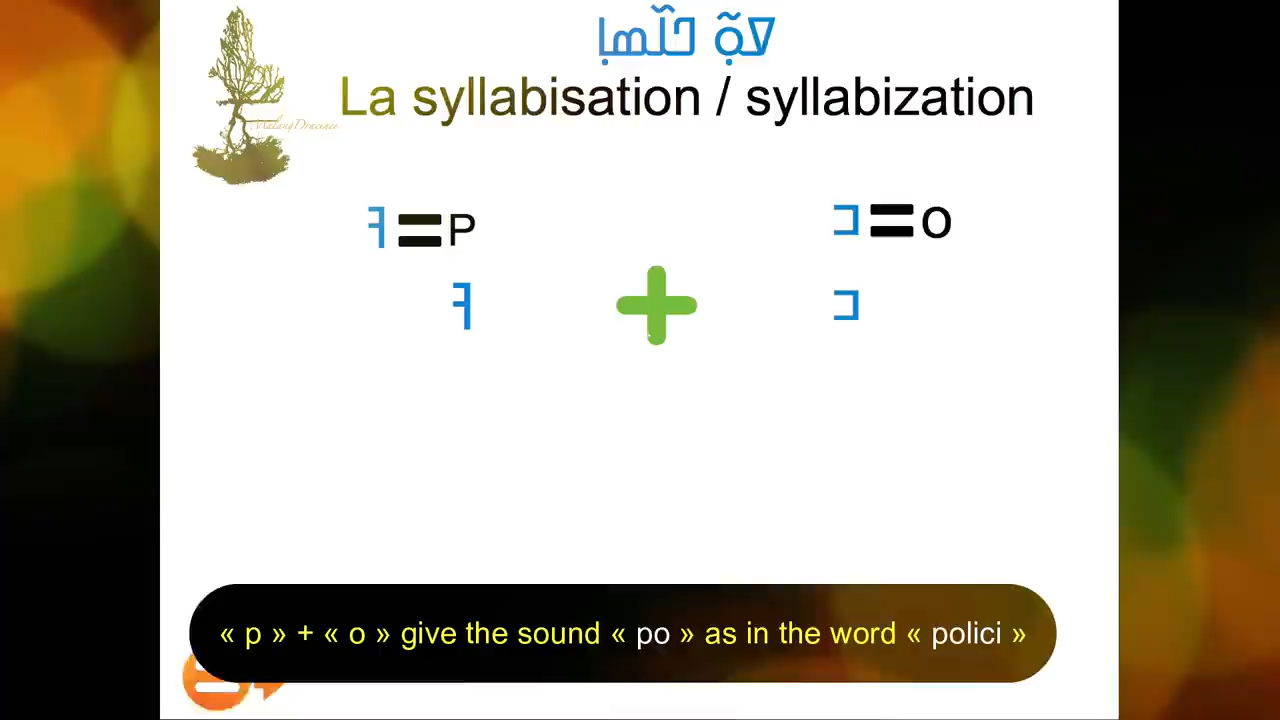 La syllabisation / syllabization
ߔ = P
ߏ = O
ߔ + ߏ
« p » + « o » give the sound « po » as in the word « polici »